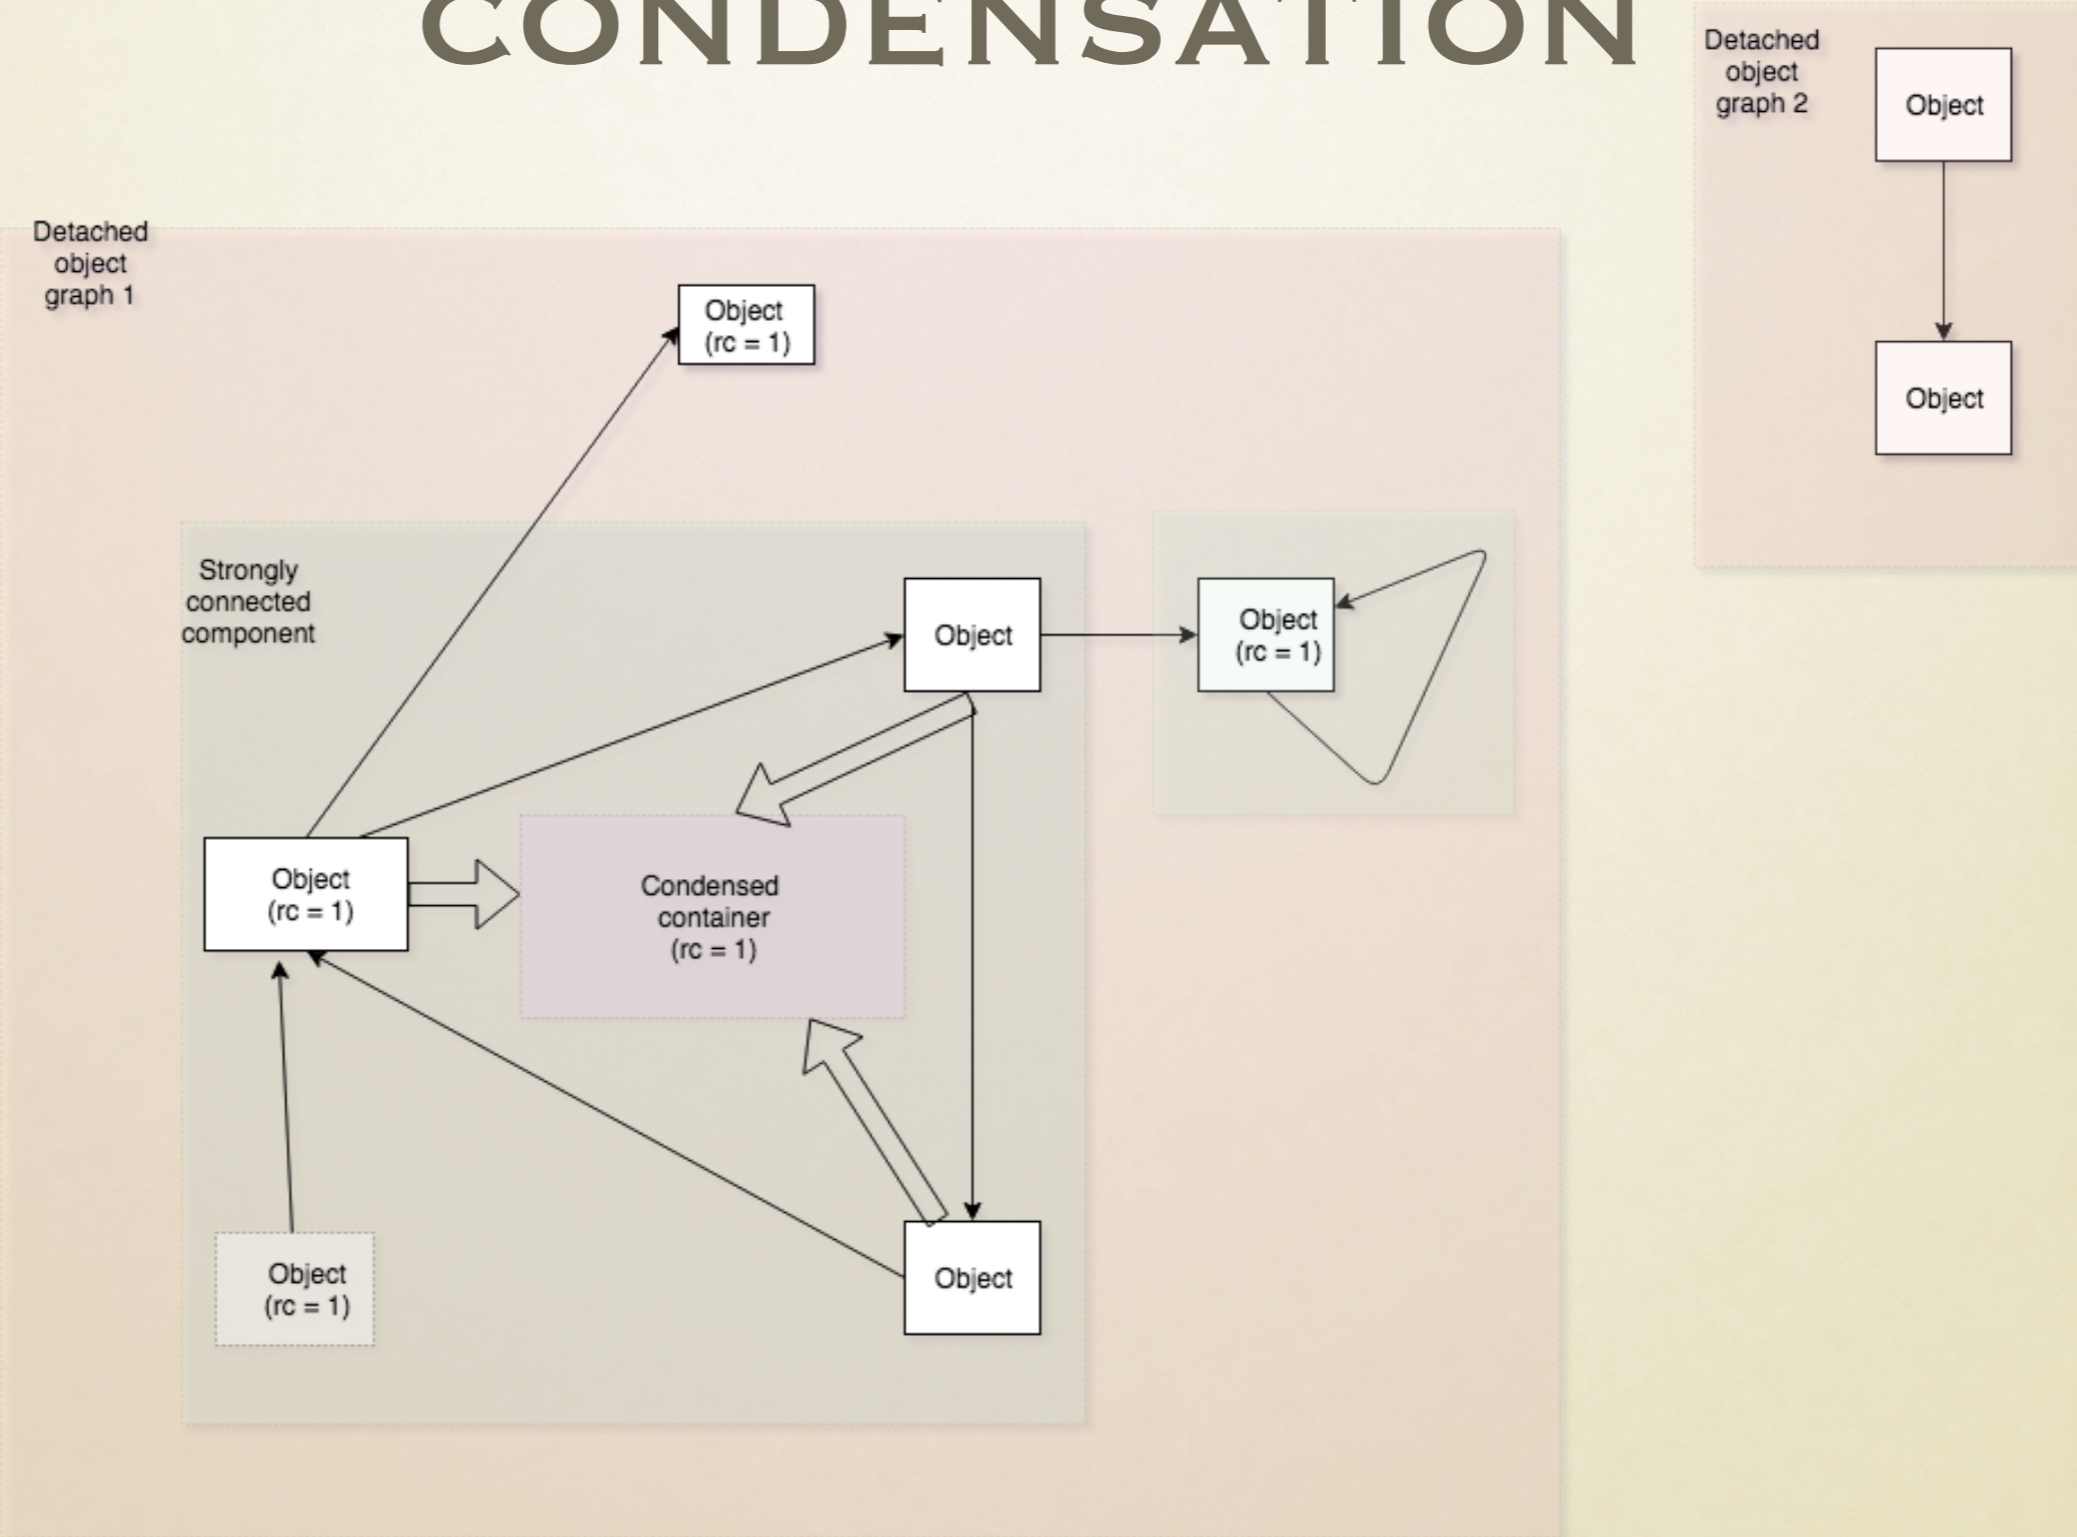 CONDENSATION
Detached
object
graph 2
Object
Object
Detached
object
graph 1
Object
(rc = 1)
Strongly
connected
component
Object
Object
(rc = 1)
Object
(rc = 1)
Condensed
container
(rc = 1)
Object
(rc = 1)
Object